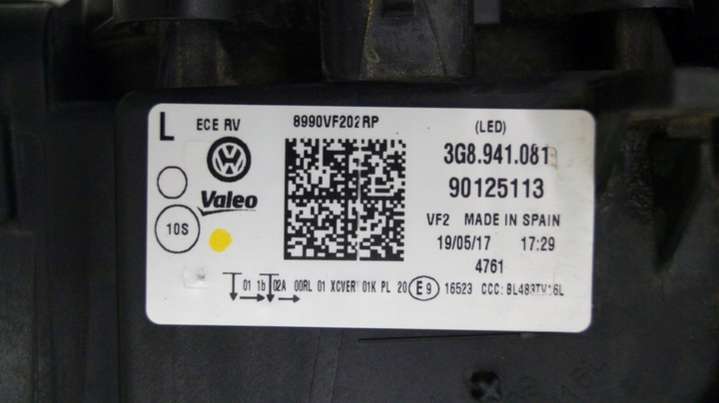 L ECE RV 8990VF202RP (LED)
3G8.941.081
Valeo 90125113
VF2 MADE IN SPAIN
10S 19/05/17 17:29
4761
01 1b 02A 00RL 01 XCVER 01K PL 20 E9 16523 CCC: